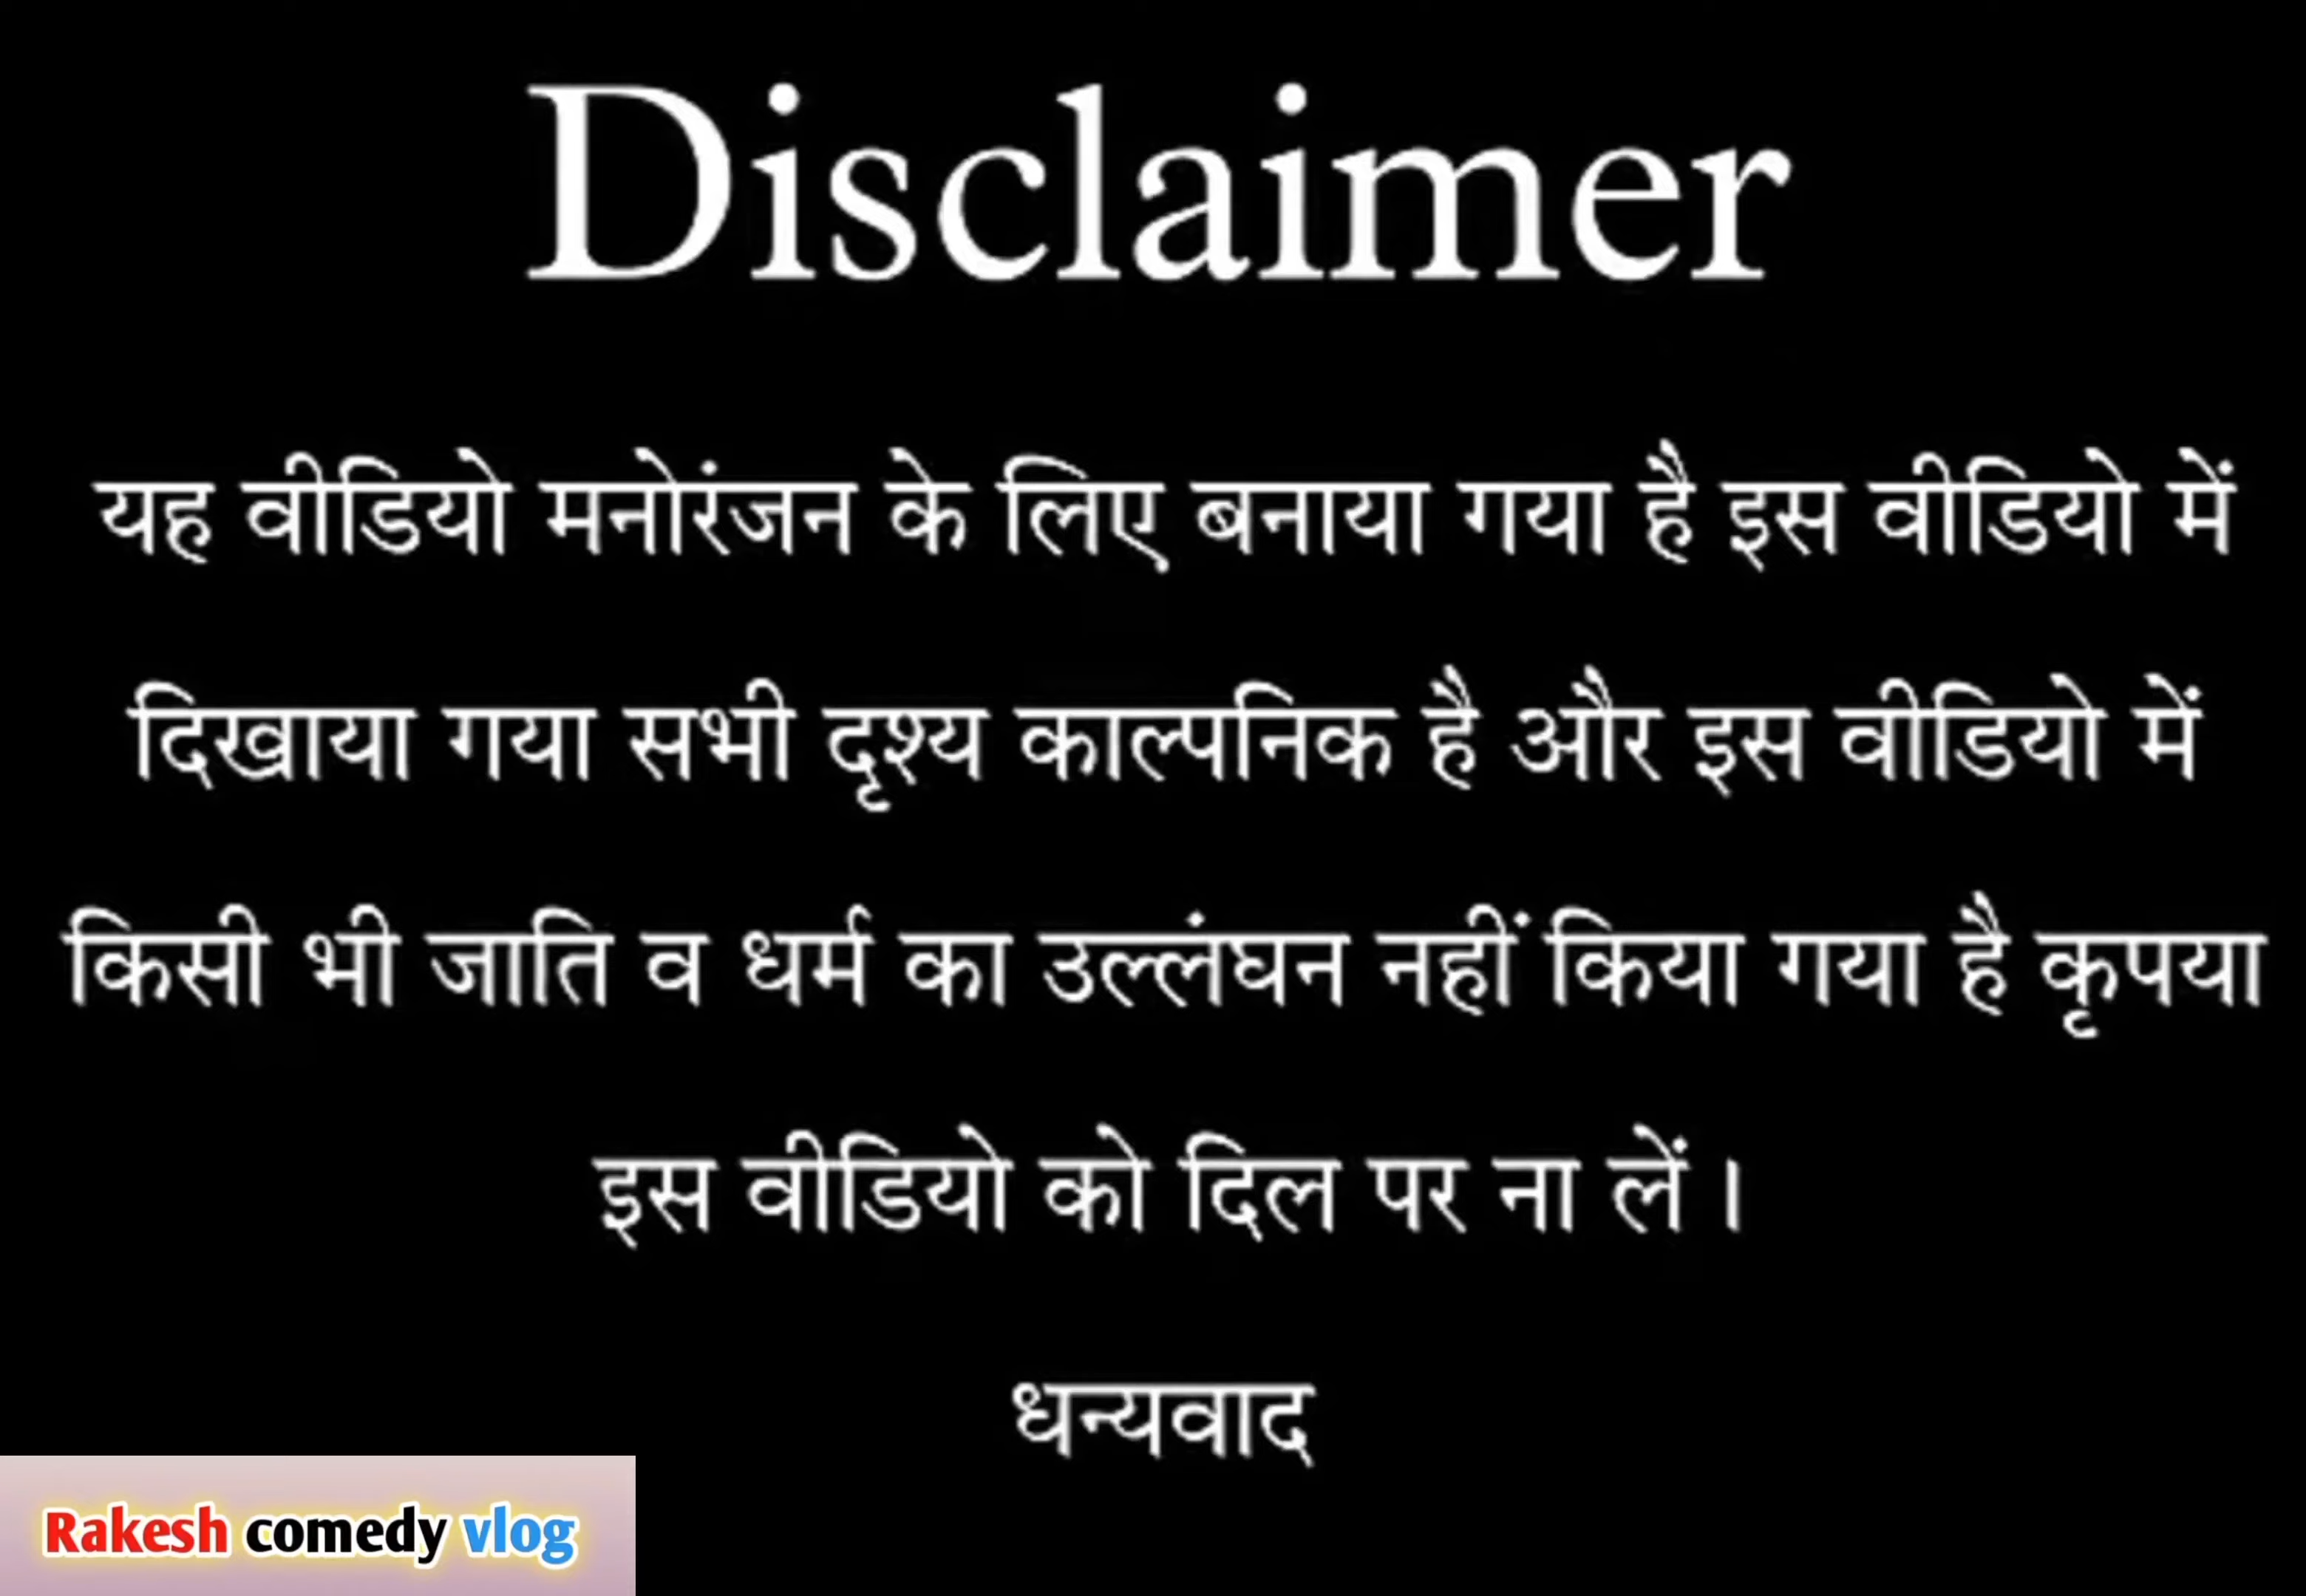 Disclaimer
यह वीडियो मनोरंजन के लिए बनाया गया है इस वीडियो में
दिखाया गया सभी दृश्य काल्पनिक है और इस वीडियो में
किसी भी जाति व धर्म का उल्लंघन नहीं किया गया है कृपया
इस वीडियो को दिल पर ना लें।
धन्यवाद
Rakesh comedy vlog